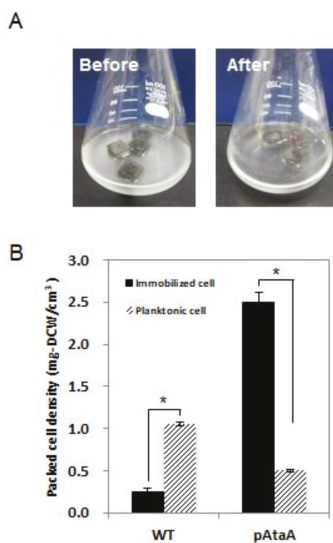 A
Before
After
B
Packed cell density (mg-DCW/cm³)
3.0
2.5
2.0
1.5
1.0
0.5
0.0
Immobilized cell
Planktonic cell
*
*
WT
pAtaA